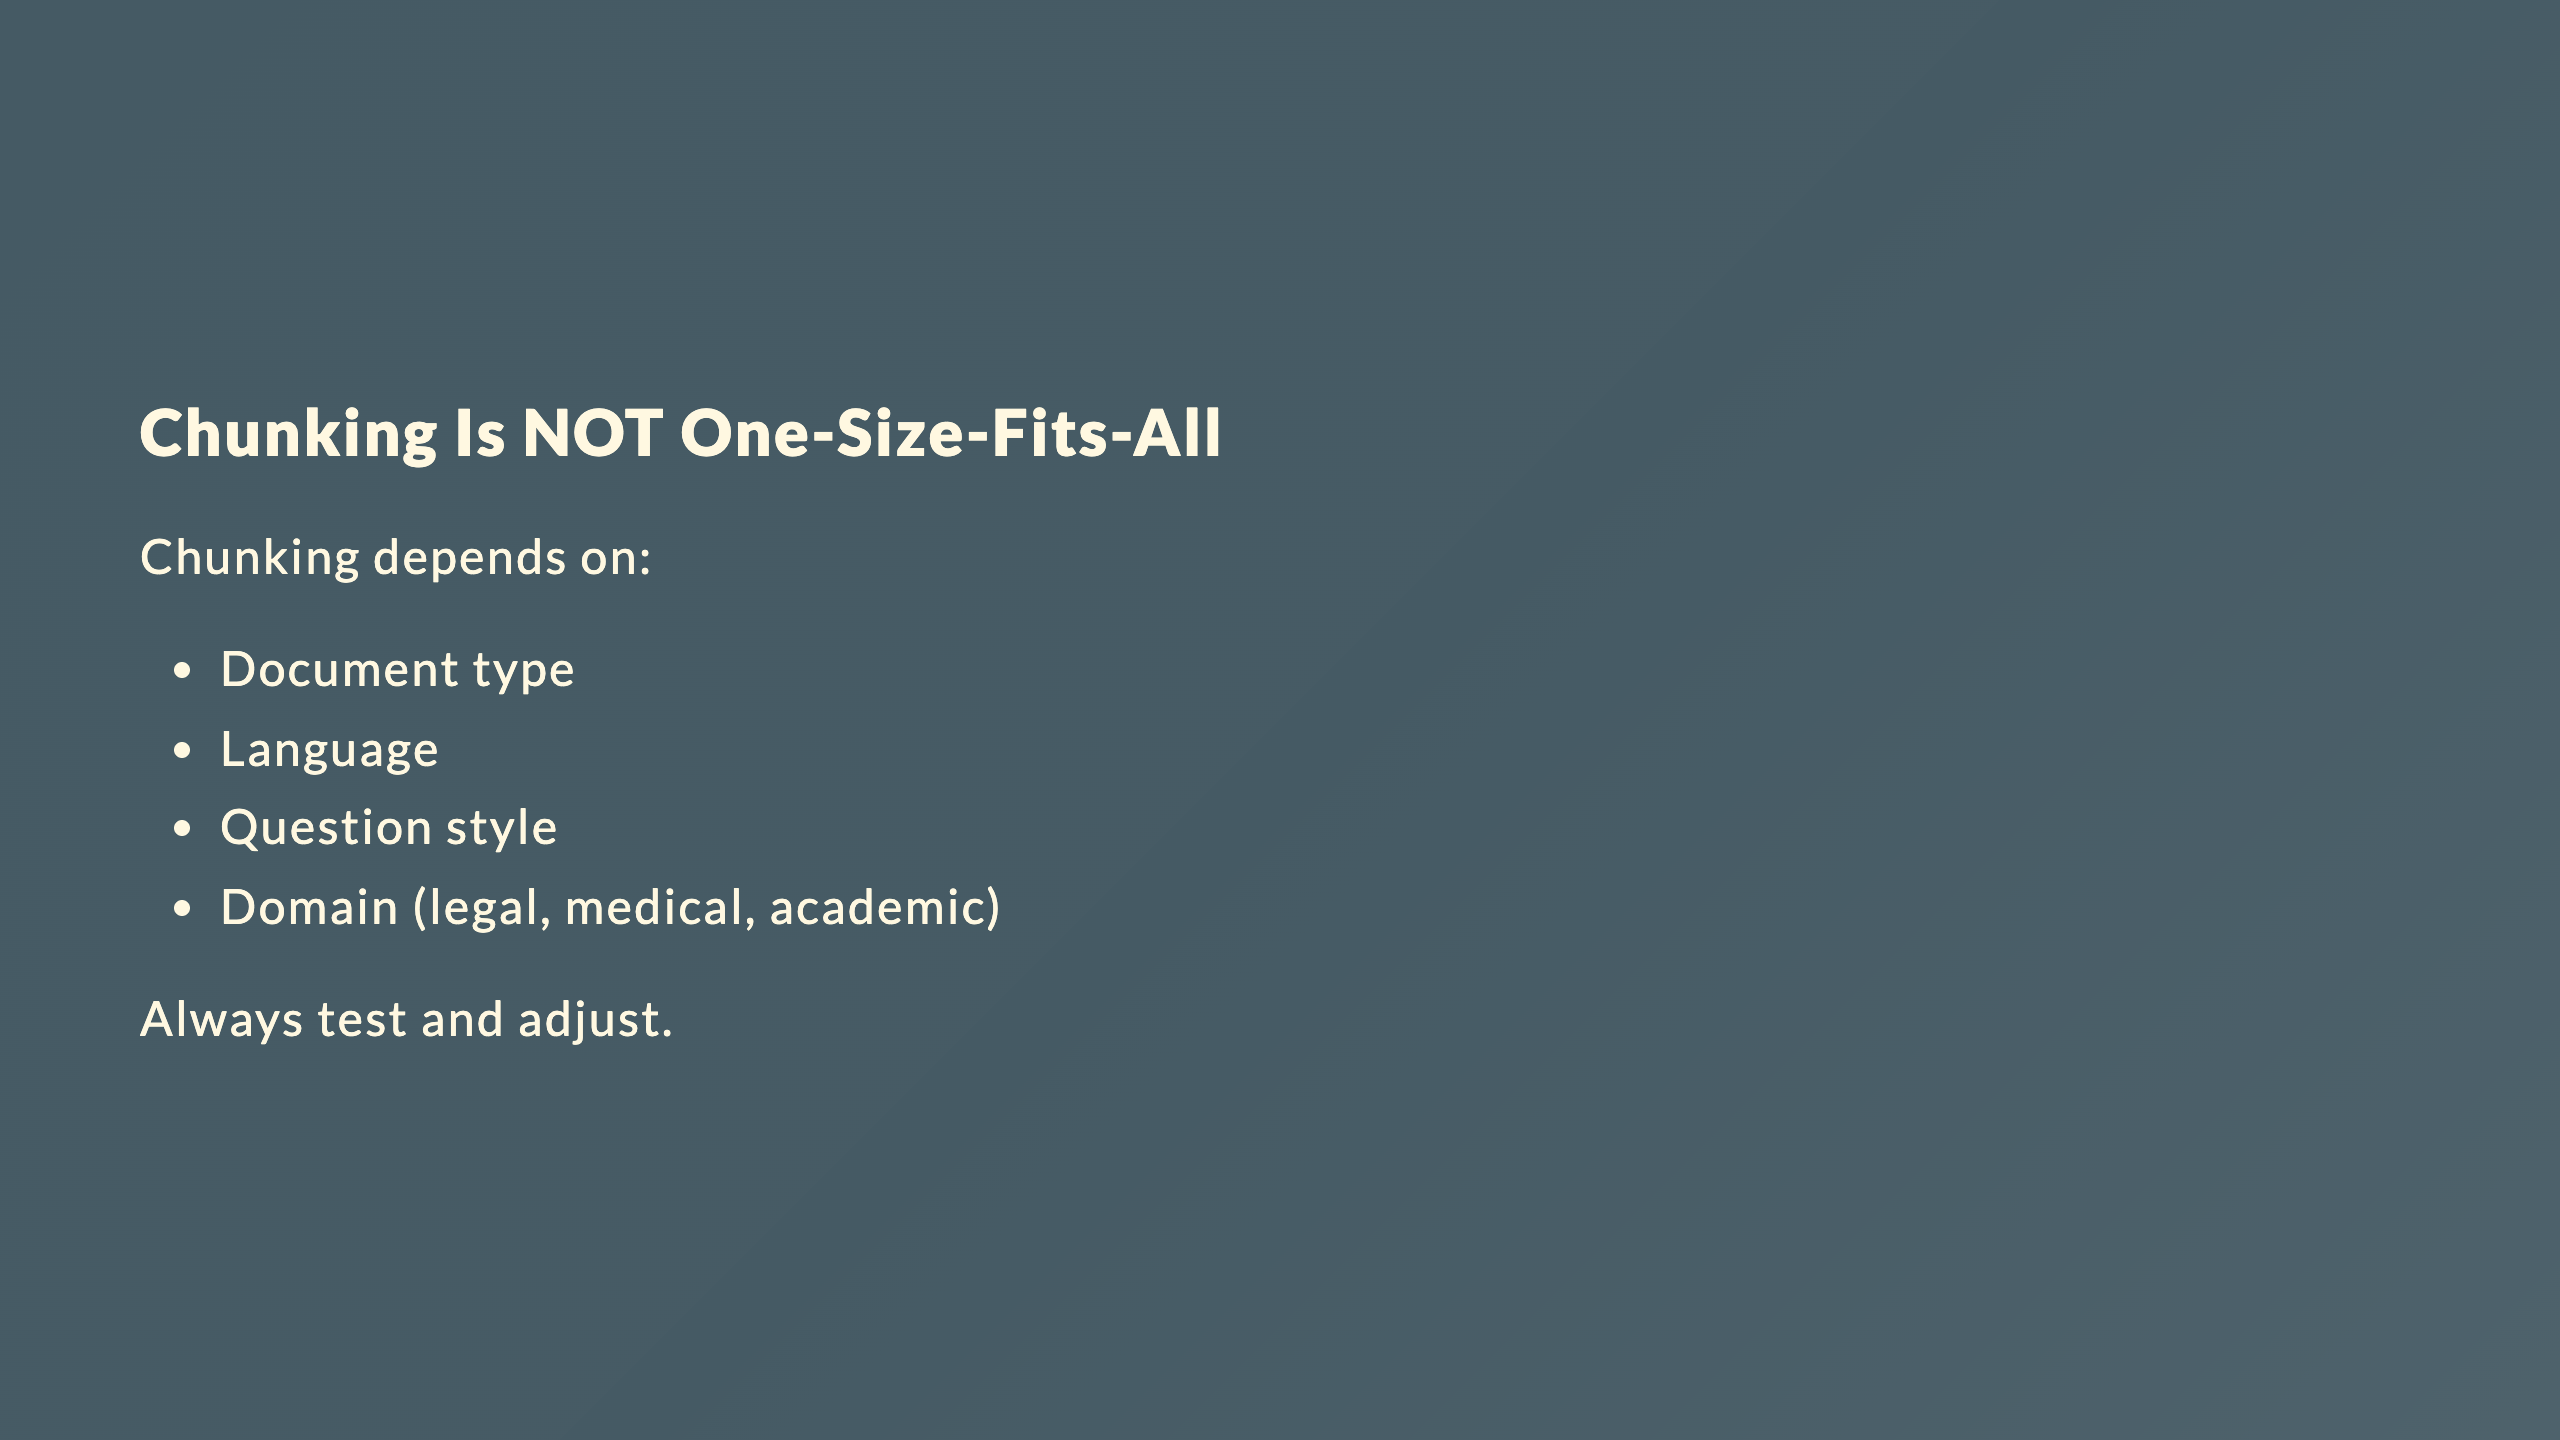 Chunking Is NOT One-Size-Fits-All
Chunking depends on:
• Document type
• Language
• Question style
• Domain (legal, medical, academic)
Always test and adjust.